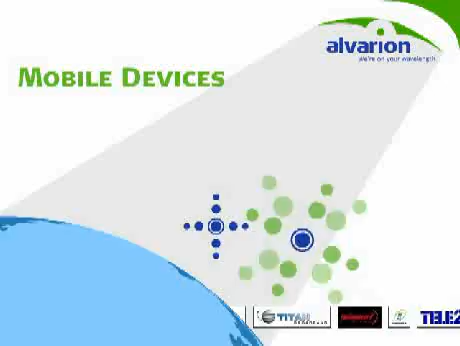 alvarion
We're on your wavelength.
MOBILE DEVICES
TITAN
TELE2